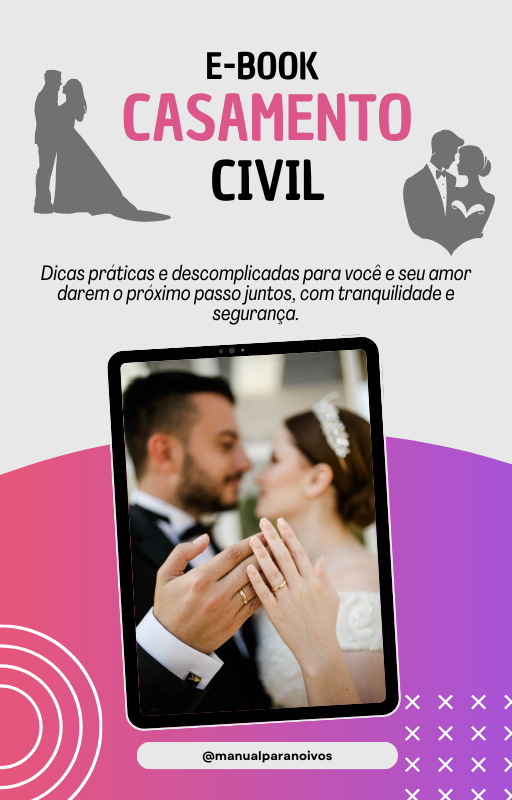 E-BOOK
CASAMENTO
CIVIL
Dicas práticas e descomplicadas para você e seu amor
darem o próximo passo juntos, com tranquilidade e
segurança.
@manualparanoivos